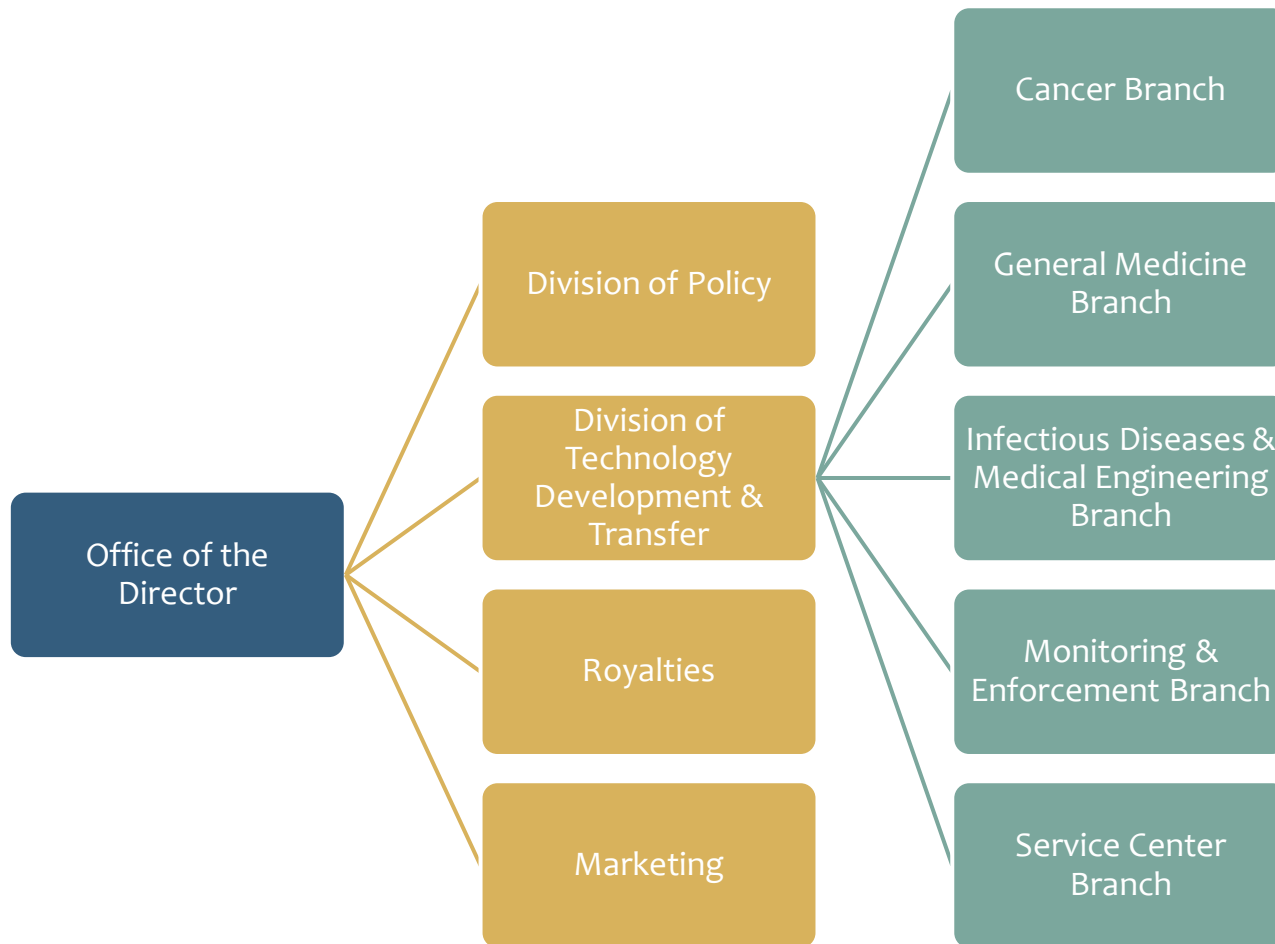 Office of the
Director
Division of Policy
Division of
Technology
Development &
Transfer
Royalties
Marketing
Cancer Branch
General Medicine
Branch
Infectious Diseases &
Medical Engineering
Branch
Monitoring &
Enforcement Branch
Service Center
Branch